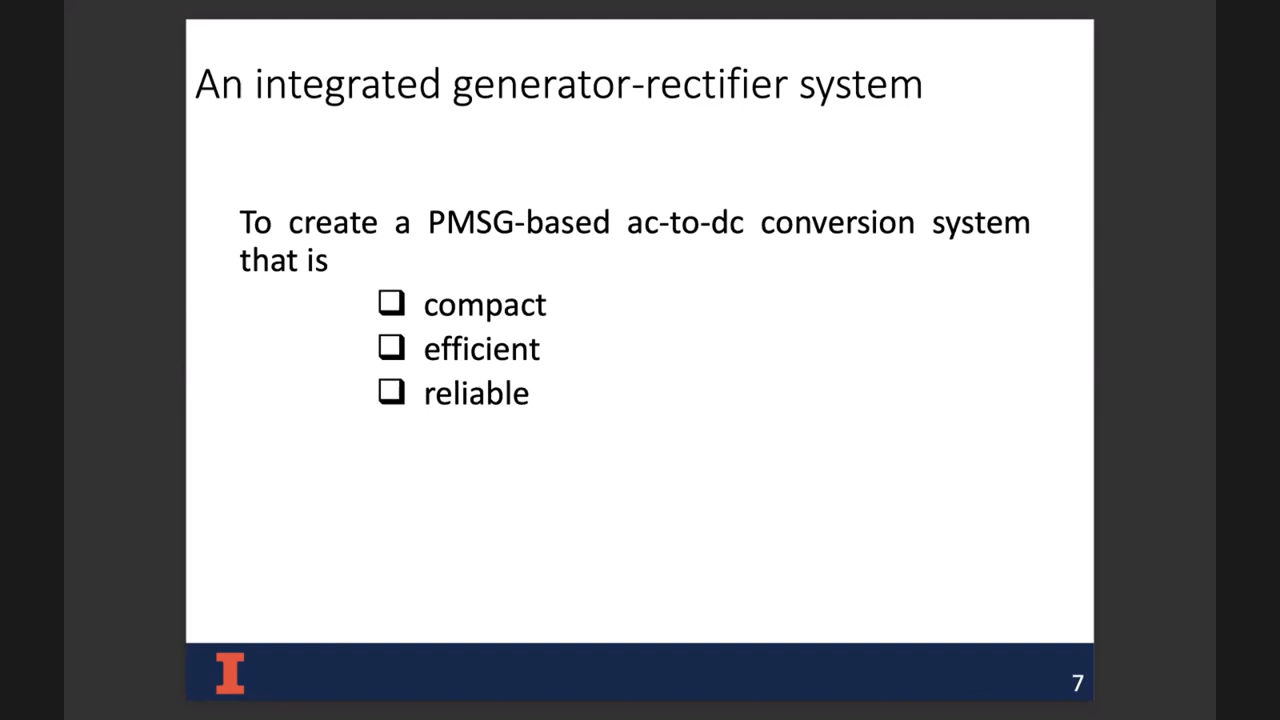 An integrated generator-rectifier system
To create a PMSG-based ac-to-dc conversion system
that is
compact
efficient
reliable
I
7